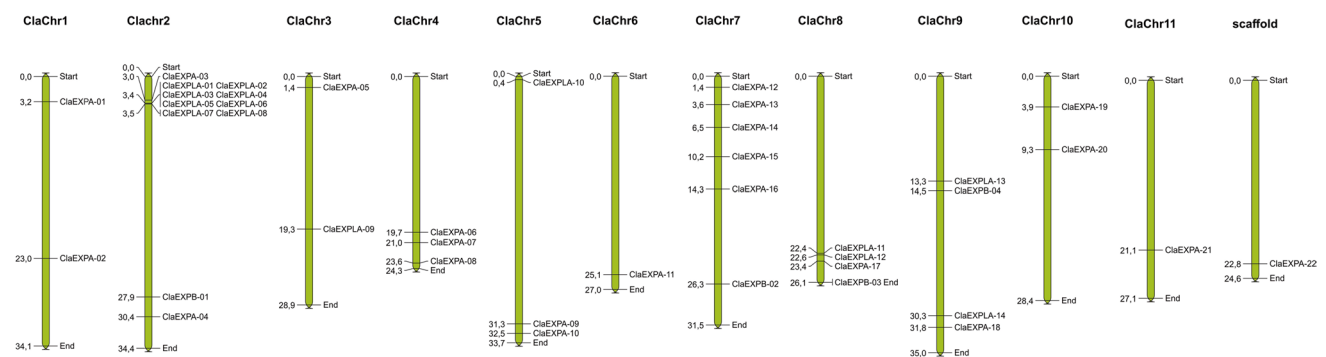 ClaChr1
0,0 Start
3,2 ClaEXPA-01
23,0 ClaEXPA-02
34,1 End
Clachr2
0,0 Start
3,0 ClaEXPA-03
ClaEXPLA-01 ClaEXPLA-02
3,4 ClaEXPLA-03 ClaEXPLA-04
ClaEXPLA-05 ClaEXPLA-06
3,5 ClaEXPLA-07 ClaEXPLA-08
27,9 ClaEXPB-01
30,4 ClaEXPA-04
34,4 End
ClaChr3
0,0 Start
1,4 ClaEXPA-05
19,3 ClaEXPLA-09
28,9 End
ClaChr4
0,0 Start
19,7 ClaEXPA-06
21,0 ClaEXPA-07
23,6 ClaEXPA-08
24,3 End
ClaChr5
0,0 Start
0,4 ClaEXPLA-10
31,3 ClaEXPA-09
32,5 ClaEXPA-10
33,7 End
ClaChr6
0,0 Start
25,1 ClaEXPA-11
27,0 End
ClaChr7
0,0 Start
1,4 ClaEXPA-12
3,6 ClaEXPA-13
6,5 ClaEXPA-14
10,2 ClaEXPA-15
14,3 ClaEXPA-16
26,3 ClaEXPB-02
31,5 End
ClaChr8
0,0 Start
22,4 ClaEXPLA-11
22,6 ClaEXPLA-12
23,4 ClaEXPA-17
26,1 ClaEXPB-03 End
ClaChr9
0,0 Start
13,3 ClaEXPLA-13
14,5 ClaEXPB-04
30,3 ClaEXPLA-14
31,8 ClaEXPA-18
35,0 End
ClaChr10
0,0 Start
3,9 ClaEXPA-19
9,3 ClaEXPA-20
28,4 End
ClaChr11
0,0 Start
21,1 ClaEXPA-21
27,1 End
scaffold
0,0 Start
22,8 ClaEXPA-22
24,6 End